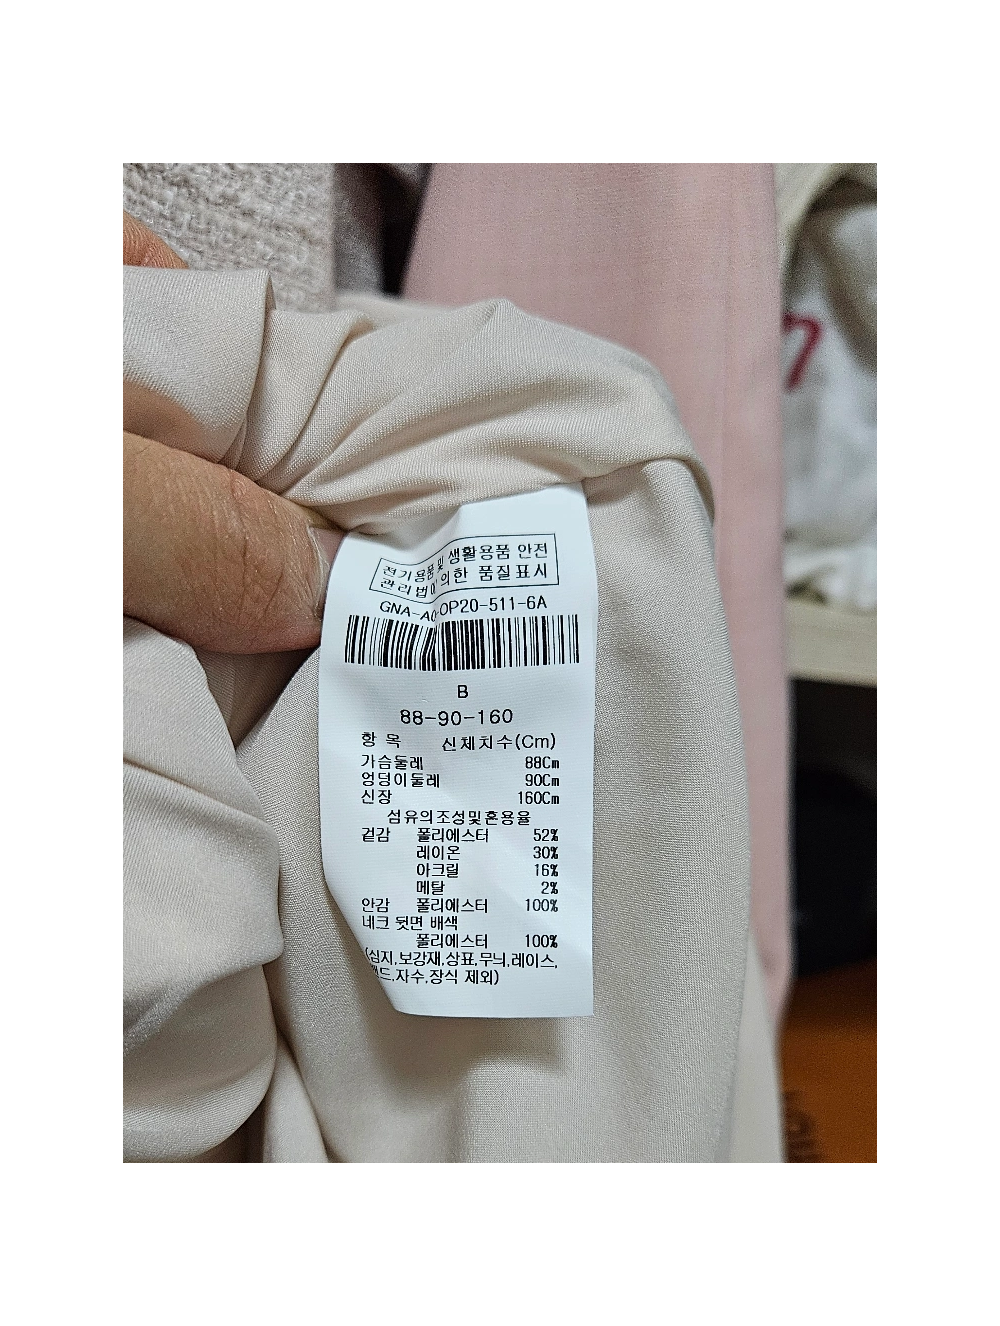 전기용품및 생활용품 안전
관리법에 의한 품질표시
GNA-A0-OP20-511-6A
B
88-90-160
항 목 신체치수(Cm)
가슴둘레 88Cm
엉덩이둘레 90Cm
신장 160Cm
섬유의조성및혼용율
겉감 폴리에스터 52%
레이온 30%
아크릴 16%
메탈 2%
안감 폴리에스터 100%
네크 뒷면 배색
폴리에스터 100%
(심지,보강재,상표,무늬,레이스,
밴드,자수,장식 제외)